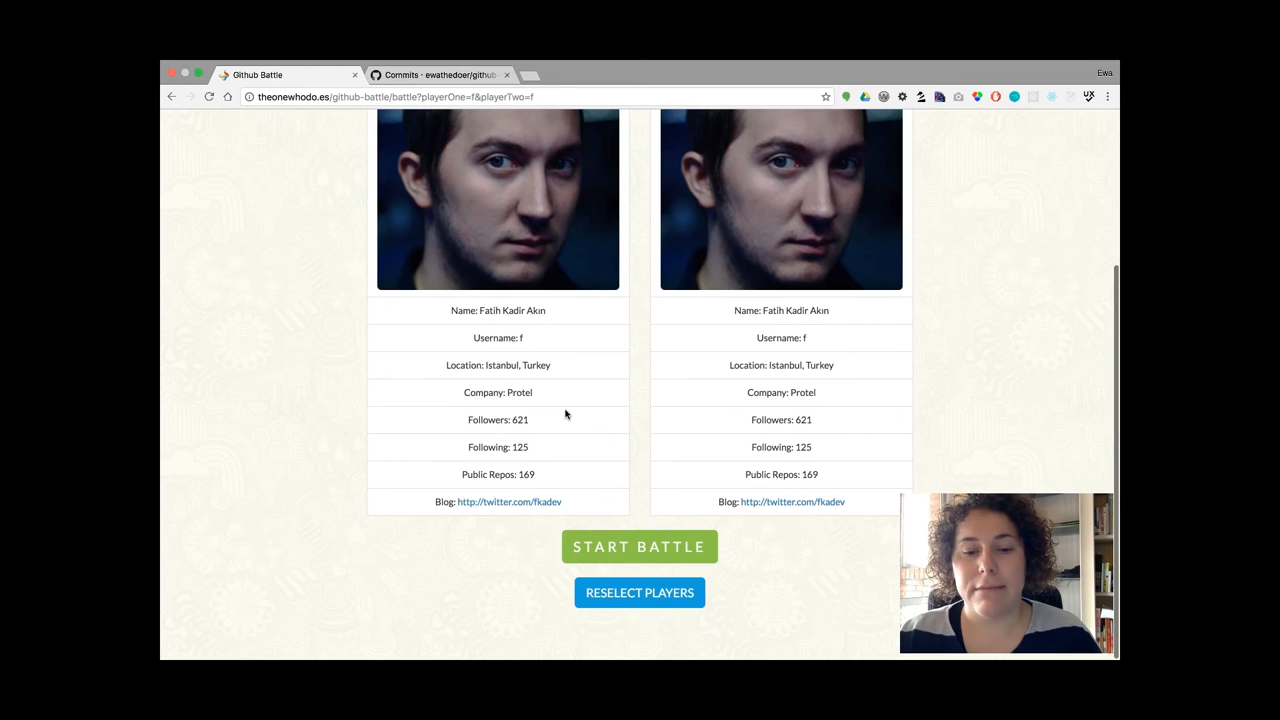 Github Battle
Commits · ewathedoer/github-
Ewa
theonewhodo.es/github-battle/battle?playerOne=f&playerTwo=f
UX
Name: Fatih Kadir Akın
Name: Fatih Kadir Akın
Username: f
Username: f
Location: Istanbul, Turkey
Location: Istanbul, Turkey
Company: Protel
Company: Protel
Followers: 621
Followers: 621
Following: 125
Following: 125
Public Repos: 169
Public Repos: 169
Blog: http://twitter.com/fkadev
Blog: http://twitter.com/fkadev
START BATTLE
RESELECT PLAYERS